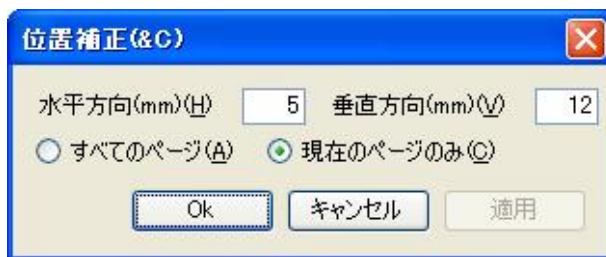 位置補正(&C)
水平方向(mm)(H) 5 垂直方向(mm)(V) 12
すべてのページ(A) 現在のページのみ(C)
Ok キャンセル 適用